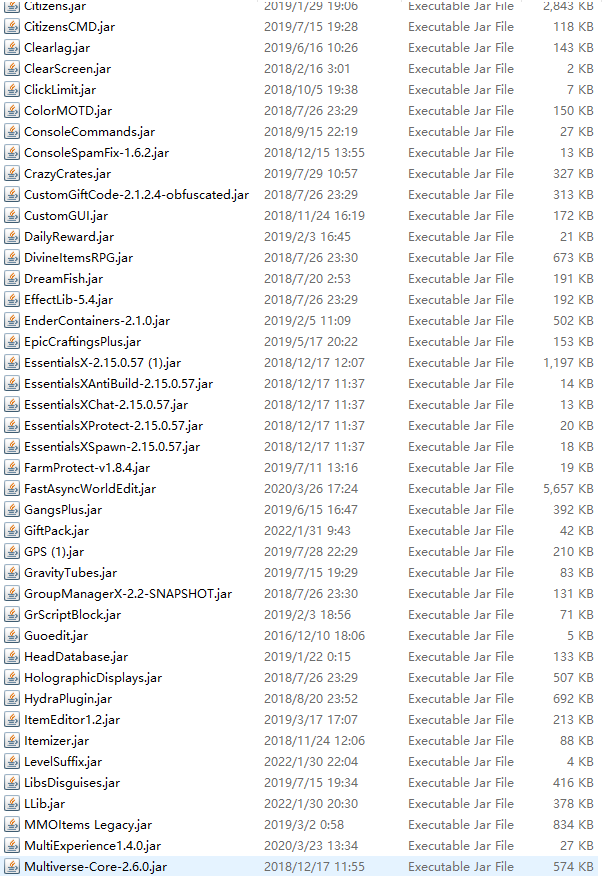 Citizens.jar 2019/1/29 19:06 Executable Jar File 2,843 KB
CitizensCMD.jar 2019/7/15 19:28 Executable Jar File 118 KB
Clearlag.jar 2019/6/16 10:26 Executable Jar File 143 KB
ClearScreen.jar 2018/2/16 3:01 Executable Jar File 2 KB
ClickLimit.jar 2018/10/5 19:38 Executable Jar File 7 KB
ColorMOTD.jar 2018/7/26 23:29 Executable Jar File 150 KB
ConsoleCommands.jar 2018/9/15 22:19 Executable Jar File 27 KB
ConsoleSpamFix-1.6.2.jar 2018/12/15 13:55 Executable Jar File 13 KB
CrazyCrates.jar 2019/7/29 10:57 Executable Jar File 327 KB
CustomGiftCode-2.1.2.4-obfuscated.jar 2018/7/26 23:29 Executable Jar File 313 KB
CustomGUI.jar 2018/11/24 16:19 Executable Jar File 172 KB
DailyReward.jar 2019/2/3 16:45 Executable Jar File 21 KB
DivineItemsRPG.jar 2018/7/26 23:30 Executable Jar File 673 KB
DreamFish.jar 2018/7/20 2:53 Executable Jar File 191 KB
EffectLib-5.4.jar 2018/7/26 23:29 Executable Jar File 192 KB
EnderContainers-2.1.0.jar 2019/2/5 11:09 Executable Jar File 502 KB
EpicCraftingsPlus.jar 2019/5/17 20:22 Executable Jar File 153 KB
EssentialsX-2.15.0.57 (1).jar 2018/12/17 12:07 Executable Jar File 1,197 KB
EssentialsXAntiBuild-2.15.0.57.jar 2018/12/17 11:37 Executable Jar File 14 KB
EssentialsXChat-2.15.0.57.jar 2018/12/17 11:37 Executable Jar File 13 KB
EssentialsXProtect-2.15.0.57.jar 2018/12/17 11:37 Executable Jar File 20 KB
EssentialsXSpawn-2.15.0.57.jar 2018/12/17 11:37 Executable Jar File 18 KB
FarmProtect-v1.8.4.jar 2019/7/11 13:16 Executable Jar File 19 KB
FastAsyncWorldEdit.jar 2020/3/26 17:24 Executable Jar File 5,657 KB
GangsPlus.jar 2019/6/15 16:47 Executable Jar File 392 KB
GiftPack.jar 2022/1/31 9:43 Executable Jar File 42 KB
GPS (1).jar 2019/7/28 22:29 Executable Jar File 210 KB
GravityTubes.jar 2019/7/15 19:29 Executable Jar File 83 KB
GroupManagerX-2.2-SNAPSHOT.jar 2018/7/26 23:30 Executable Jar File 131 KB
GrScriptBlock.jar 2019/2/3 18:56 Executable Jar File 71 KB
Guoedit.jar 2016/12/10 18:06 Executable Jar File 5 KB
HeadDatabase.jar 2019/1/22 0:15 Executable Jar File 133 KB
HolographicDisplays.jar 2018/7/26 23:29 Executable Jar File 507 KB
HydraPlugin.jar 2018/8/20 23:52 Executable Jar File 692 KB
ItemEditor1.2.jar 2019/3/17 17:07 Executable Jar File 213 KB
Itemizer.jar 2018/11/24 12:06 Executable Jar File 88 KB
LevelSuffix.jar 2022/1/30 22:04 Executable Jar File 4 KB
LibsDisguises.jar 2019/7/15 19:34 Executable Jar File 416 KB
LLib.jar 2022/1/30 20:30 Executable Jar File 378 KB
MMOItems Legacy.jar 2019/3/2 0:58 Executable Jar File 834 KB
MultiExperience1.4.0.jar 2020/3/23 13:34 Executable Jar File 27 KB
Multiverse-Core-2.6.0.jar 2018/12/17 11:55 Executable Jar File 574 KB